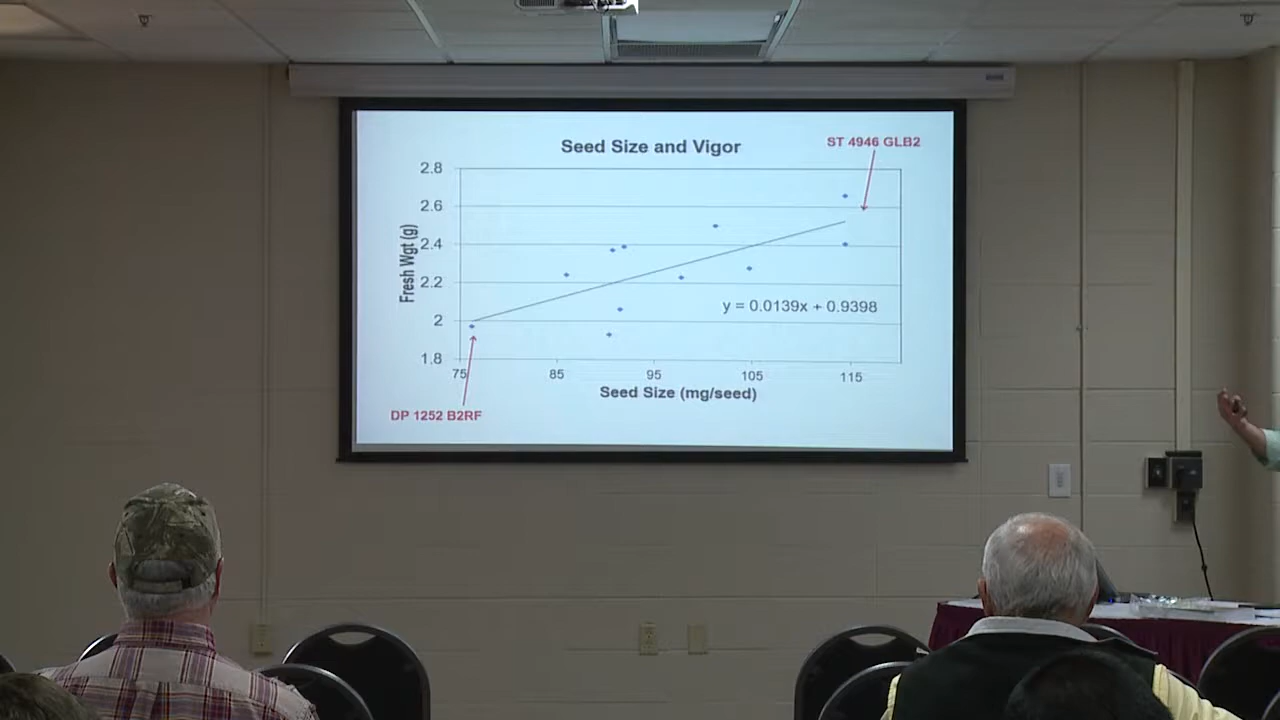 Seed Size and Vigor
ST 4946 GLB2
2.8
2.6
2.4
2.2
2
1.8
Fresh Wgt (g)
y = 0.0139x + 0.9398
75
85
95
105
115
Seed Size (mg/seed)
DP 1252 B2RF